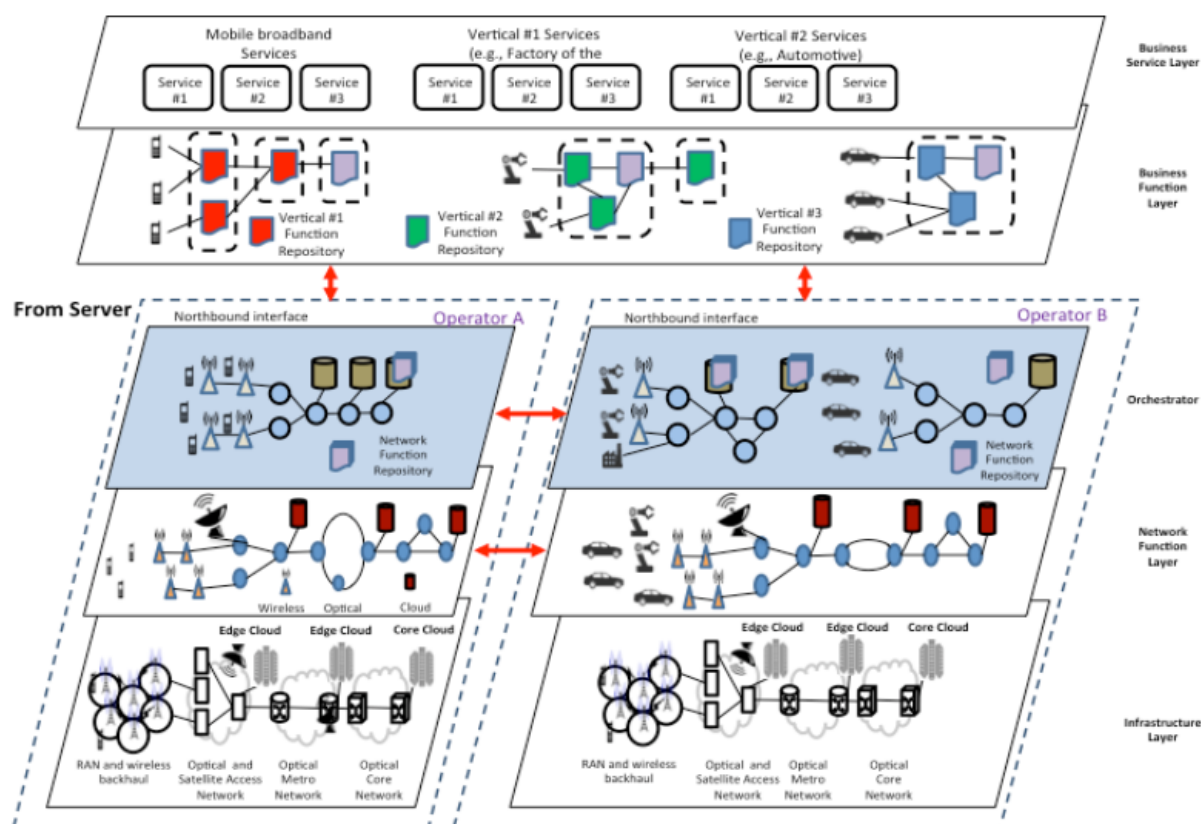 Mobile broadband
Services
Vertical #1 Services
(e.g., Factory of the
Vertical #2 Services
(e.g,, Automotive)
Business
Service Layer
Service
#1
Service
#2
Service
#3
Service
#1
Service
#2
Service
#3
Service
#1
Service
#2
Service
#3
Business
Function
Layer
Vertical #1
Function
Repository
Vertical #2
Function
Repository
Vertical #3
Function
Repository
From Server
Northbound interface
Operator A
Northbound interface
Operator B
Orchestrator
Network
Function
Repository
Network
Function
Repository
Network
Function
Layer
Wireless
Optical
Cloud
Edge Cloud
Edge Cloud
Core Cloud
Edge Cloud
Edge Cloud
Core Cloud
Infrastructure
Layer
RAN and wireless
backhaul
Optical and
Satellite Access
Network
Optical
Metro
Network
Optical
Core
Network
RAN and wireless
backhaul
Optical and
Satellite Access
Network
Optical
Metro
Network
Optical
Core
Network